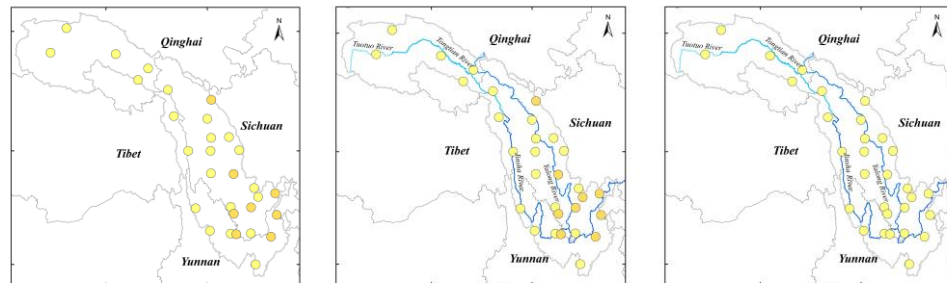 N
Qinghai
Sichuan
Tibet
Yunnan
N
Qinghai
Tuotuo River
Tongtian River
Sichuan
Tibet
Jinsha River
Yalong River
Yunnan
N
Qinghai
Tuotuo River
Tongtian River
Sichuan
Tibet
Jinsha River
Yalong River
Yunnan